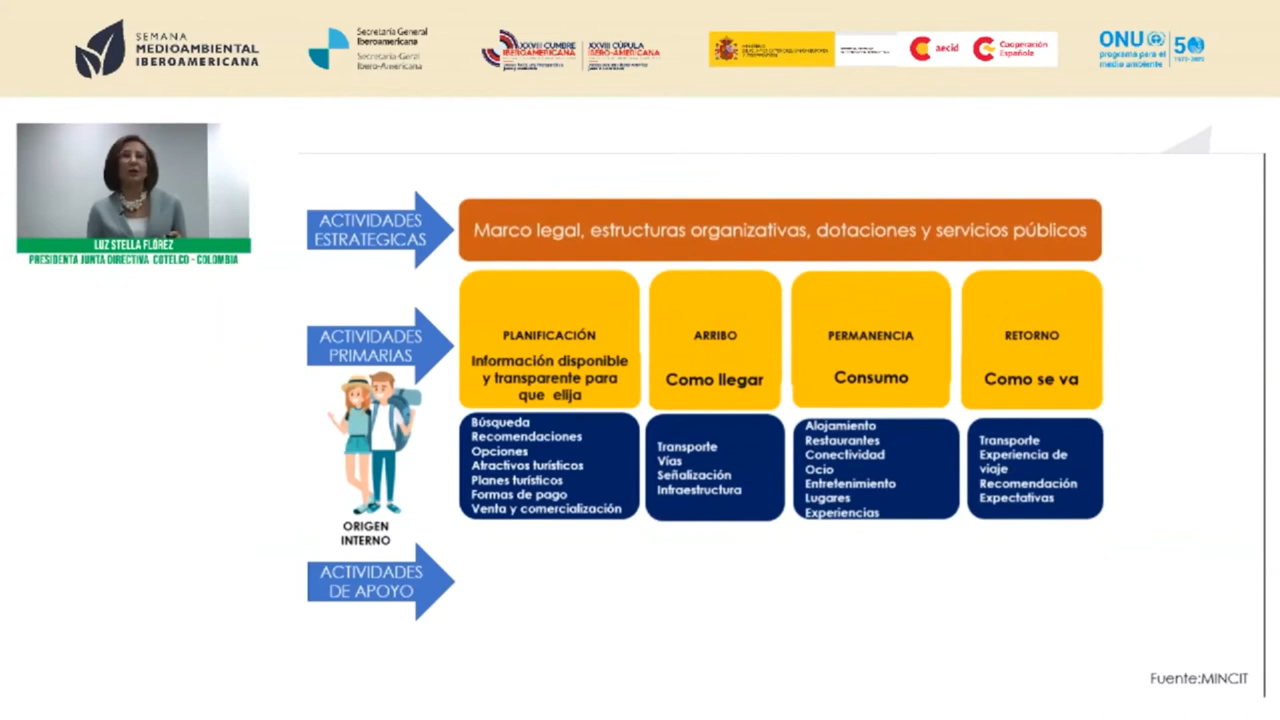 SEMANA
MEDIOAMBIENTAL
IBEROAMERICANA
Secretaría General
Iberoamericana
Secretaria-Geral
Ibero-Americana
XXVIII CUMBRE
IBEROAMERICANA
XXVIII CÚPULA
IBERO-AMERICANA
aecid
Cooperación
Española
ONU
programa para el
medio ambiente
50
1972-2022
LUZ STELLA FLÓREZ
PRESIDENTA JUNTA DIRECTIVA COTELCO - COLOMBIA
ACTIVIDADES
ESTRATEGICAS
Marco legal, estructuras organizativas, dotaciones y servicios públicos
ACTIVIDADES
PRIMARIAS
PLANIFICACIÓN
Información disponible
y transparente para
que elija
ARRIBO
Como llegar
PERMANENCIA
Consumo
RETORNO
Como se va
Búsqueda
Recomendaciones
Opciones
Atractivos turísticos
Planes turísticos
Formas de pago
Venta y comercialización
Transporte
Vías
Señalización
Infraestructura
Alojamiento
Restaurantes
Conectividad
Ocio
Entretenimiento
Lugares
Experiencias
Transporte
Experiencia de
viaje
Recomendación
Expectativas
ORIGEN
INTERNO
ACTIVIDADES
DE APOYO
Fuente:MINCIT